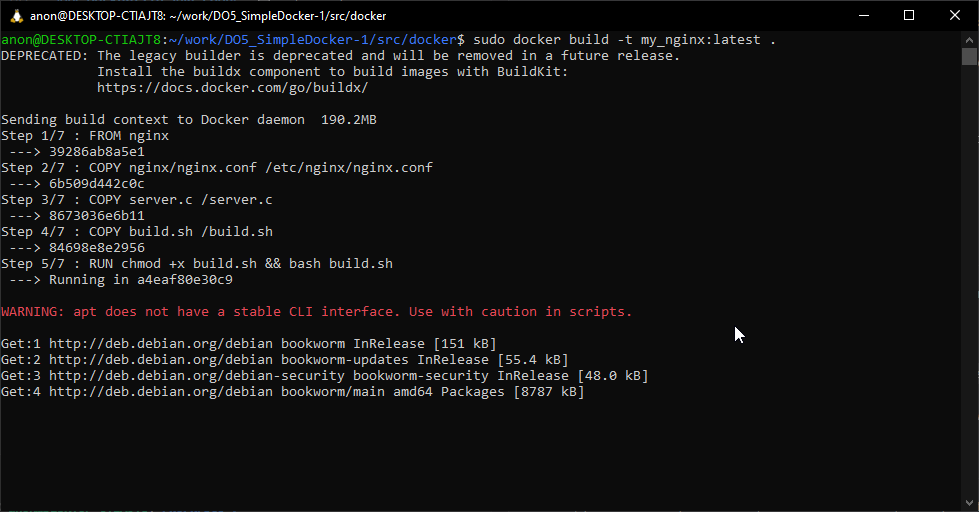 anon@DESKTOP-CTIAJT8: ~/work/DO5_SimpleDocker-1/src/docker
anon@DESKTOP-CTIAJT8:~/work/DO5_SimpleDocker-1/src/docker$ sudo docker build -t my_nginx:latest .
DEPRECATED: The legacy builder is deprecated and will be removed in a future release.
            Install the buildx component to build images with BuildKit:
            https://docs.docker.com/go/buildx/
Sending build context to Docker daemon  190.2MB
Step 1/7 : FROM nginx
 ---> 39286ab8a5e1
Step 2/7 : COPY nginx/nginx.conf /etc/nginx/nginx.conf
 ---> 6b509d442c0c
Step 3/7 : COPY server.c /server.c
 ---> 8673036e6b11
Step 4/7 : COPY build.sh /build.sh
 ---> 84698e8e2956
Step 5/7 : RUN chmod +x build.sh && bash build.sh
 ---> Running in a4eaf80e30c9
WARNING: apt does not have a stable CLI interface. Use with caution in scripts.
Get:1 http://deb.debian.org/debian bookworm InRelease [151 kB]
Get:2 http://deb.debian.org/debian bookworm-updates InRelease [55.4 kB]
Get:3 http://deb.debian.org/debian-security bookworm-security InRelease [48.0 kB]
Get:4 http://deb.debian.org/debian bookworm/main amd64 Packages [8787 kB]